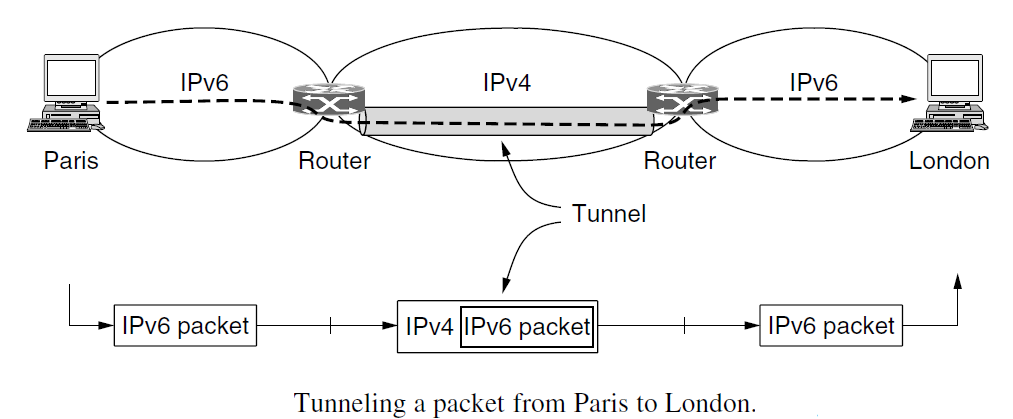 IPv6 IPv4 IPv6
Paris Router Router London
Tunnel
IPv6 packet IPv4 IPv6 packet IPv6 packet
Tunneling a packet from Paris to London.